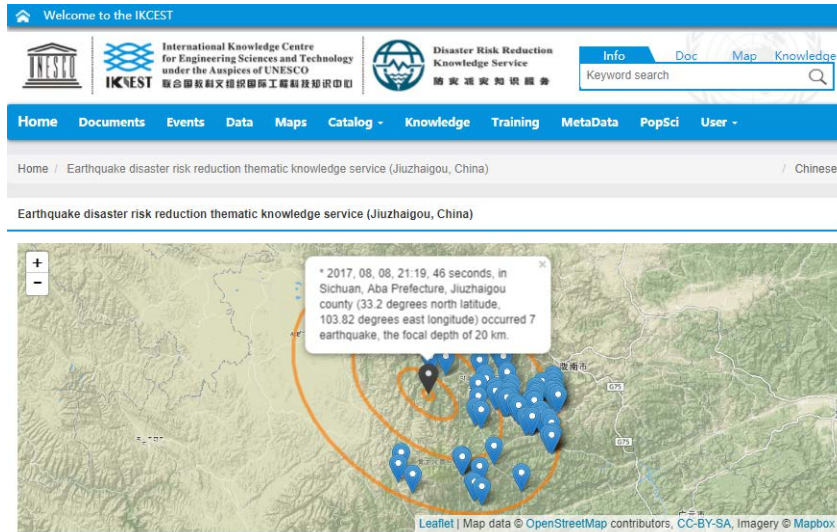 Welcome to the IKCEST
UNESCO
IKCEST
International Knowledge Centre
for Engineering Sciences and Technology
under the Auspices of UNESCO
联合国教科文组织国际工程科技知识中心
Disaster Risk Reduction
Knowledge Service
防灾减灾知识服务
Info Doc Map Knowledge
Keyword search
Home Documents Events Data Maps Catalog Knowledge Training MetaData PopSci User
Home / Earthquake disaster risk reduction thematic knowledge service (Jiuzhaigou, China) / Chinese
Earthquake disaster risk reduction thematic knowledge service (Jiuzhaigou, China)
+
-
* 2017, 08, 08, 21:19, 46 seconds, in
Sichuan, Aba Prefecture, Jiuzhaigou
county (33.2 degrees north latitude,
103.82 degrees east longitude) occurred 7
earthquake, the focal depth of 20 km.
×
陇南市
G75
G75
广元市
Leaflet | Map data © OpenStreetMap contributors, CC-BY-SA, Imagery © Mapbox